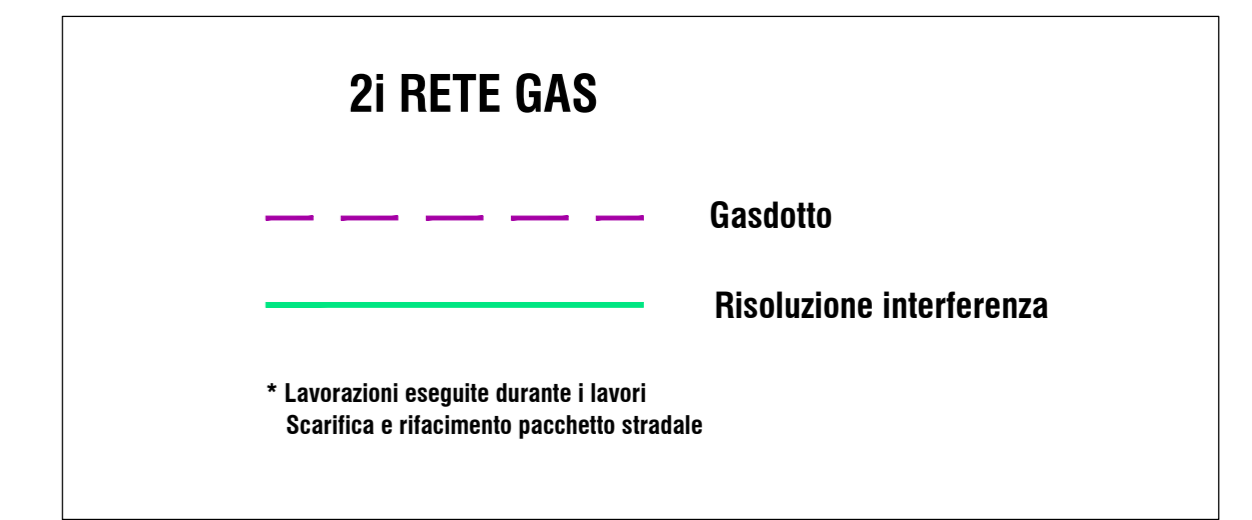 2i RETE GAS
Gasdotto
Risoluzione interferenza
* Lavorazioni eseguite durante i lavori
Scarifica e rifacimento pacchetto stradale